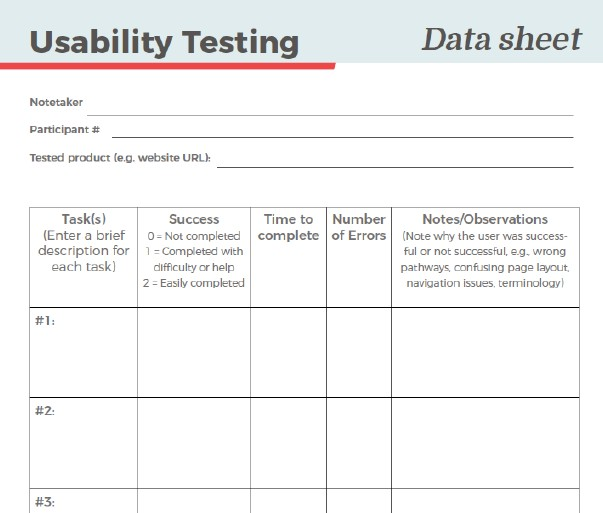 Usability Testing
Data sheet
Notetaker
Participant #
Tested product (e.g. website URL):
Task(s)
(Enter a brief
description for
each task)
Success
0 = Not completed
1 = Completed with
difficulty or help
2 = Easily completed
Time to
complete
Number
of Errors
Notes/Observations
(Note why the user was success-
ful or not successful, e.g., wrong
pathways, confusing page layout,
navigation issues, terminology)
#1:
#2:
#3: